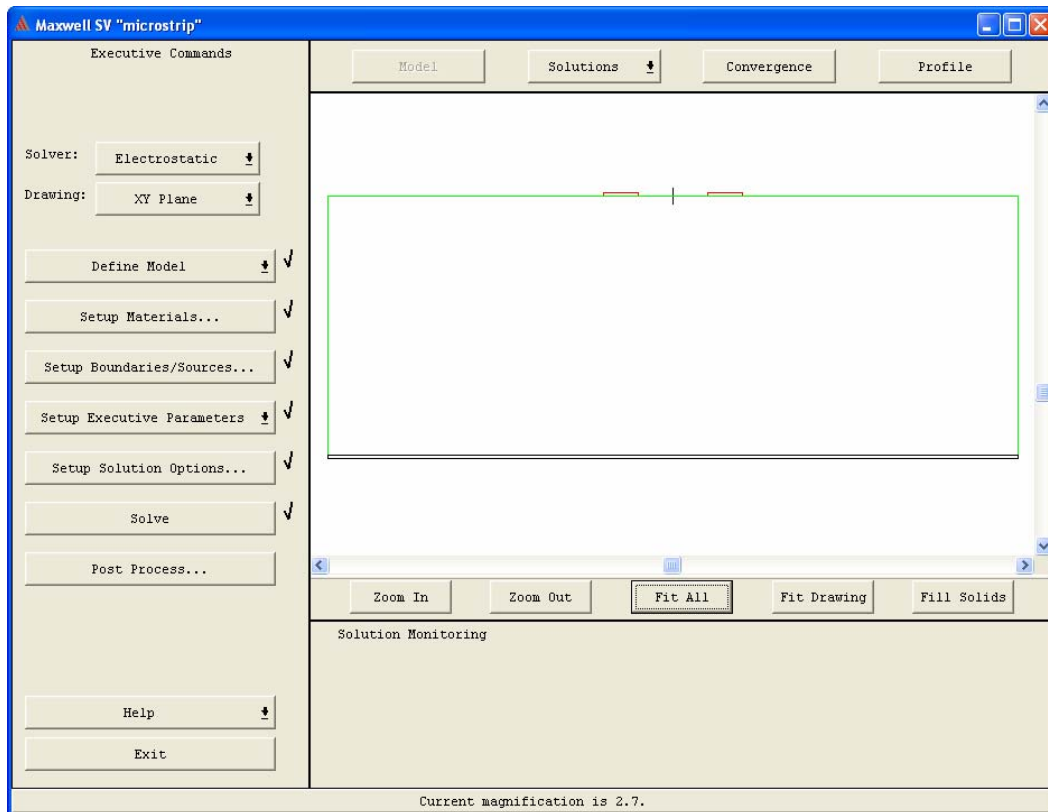 Maxwell SV "microstrip"
Executive Commands
Solver: Electrostatic
Drawing: XY Plane
Define Model
Setup Materials...
Setup Boundaries/Sources...
Setup Executive Parameters
Setup Solution Options...
Solve
Post Process...
Help
Exit
Model Solutions Convergence Profile
Zoom In Zoom Out Fit All Fit Drawing Fill Solids
Solution Monitoring
Current magnification is 2.7.